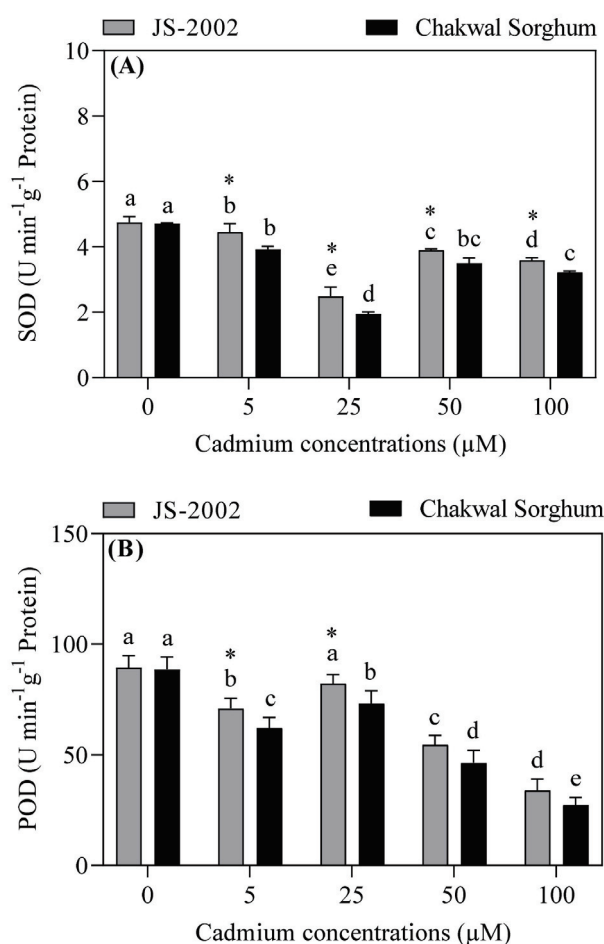 JS-2002 Chakwal Sorghum
(A)
10
8
6
4
2
0
SOD (U min⁻¹g⁻¹ Protein)
a a * b b * e d * c bc * d c
0 5 25 50 100
Cadmium concentrations (µM)
JS-2002 Chakwal Sorghum
(B)
150
100
50
0
POD (U min⁻¹g⁻¹ Protein)
a a * b c * a b c d d e
0 5 25 50 100
Cadmium concentrations (µM)